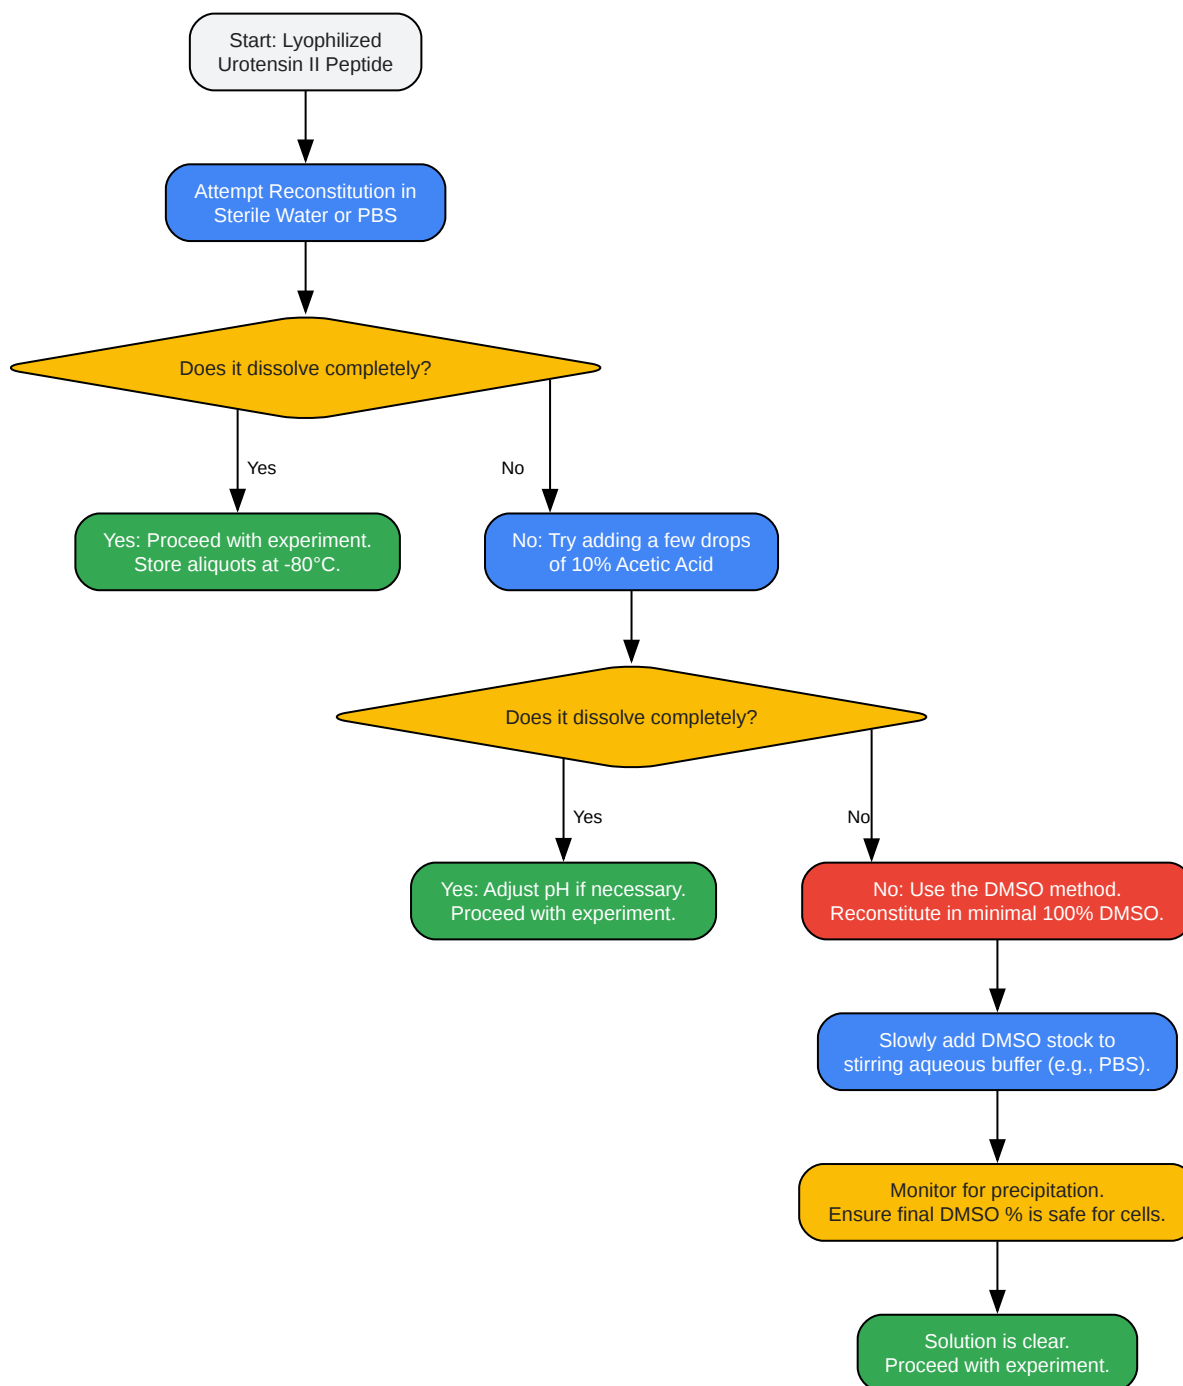 Start: Lyophilized
Urotensin II Peptide
Attempt Reconstitution in
Sterile Water or PBS
Does it dissolve completely?
Yes
No
Yes: Proceed with experiment.
Store aliquots at -80°C.
No: Try adding a few drops
of 10% Acetic Acid
Does it dissolve completely?
Yes
No
Yes: Adjust pH if necessary.
Proceed with experiment.
No: Use the DMSO method.
Reconstitute in minimal 100% DMSO.
Slowly add DMSO stock to
stirring aqueous buffer (e.g., PBS).
Monitor for precipitation.
Ensure final DMSO % is safe for cells.
Solution is clear.
Proceed with experiment.